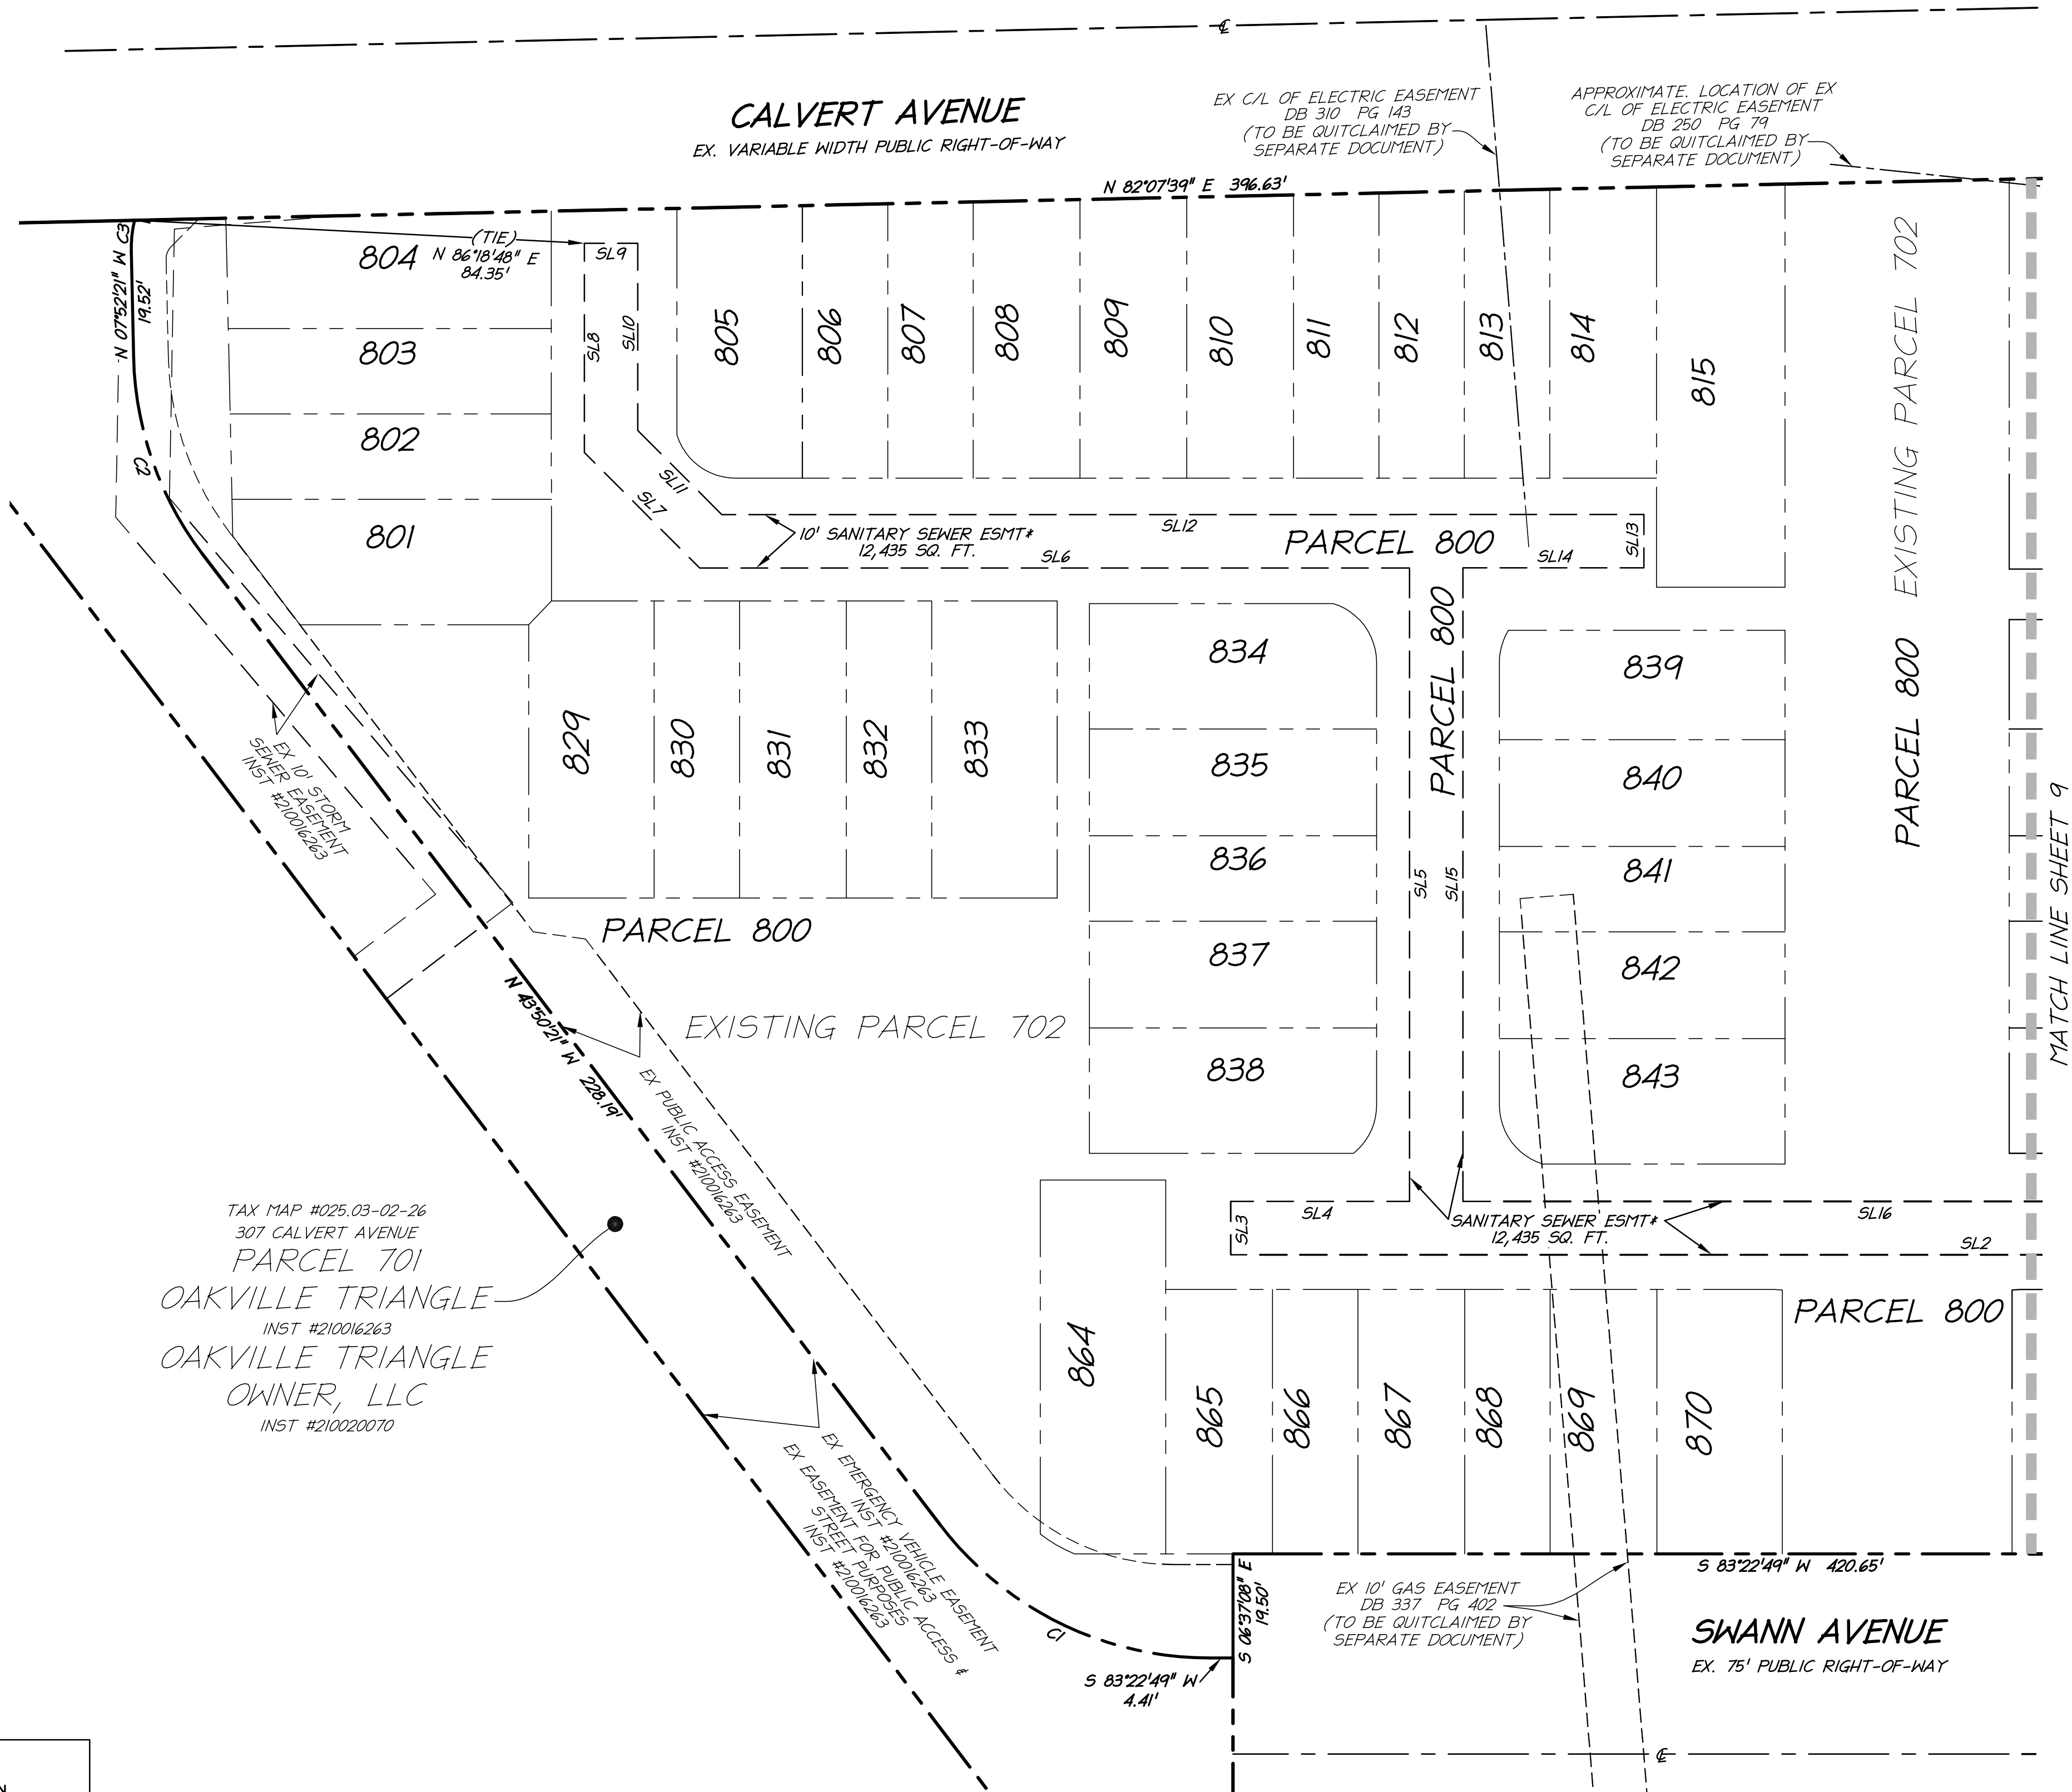 ℄
CALVERT AVENUE
EX. VARIABLE WIDTH PUBLIC RIGHT-OF-WAY
EX C/L OF ELECTRIC EASEMENT
DB 310 PG 143
(TO BE QUITCLAIMED BY
SEPARATE DOCUMENT)
APPROXIMATE. LOCATION OF EX
C/L OF ELECTRIC EASEMENT
DB 250 PG 79
(TO BE QUITCLAIMED BY
SEPARATE DOCUMENT)
N 82°07'39" E 396.63'
N 07°52'21" W C3
19.52'
C2
(TIE)
N 86°18'48" E
84.35'
804
803
802
801
SL9
SL8
SL10
SL7
SL11
805
806
807
808
809
810
811
812
813
814
815
EXISTING PARCEL 702
PARCEL 800
10' SANITARY SEWER ESMT*
12,435 SQ. FT.
SL12
SL6
PARCEL 800
SL14
SL13
PARCEL 800
829
830
831
832
833
834
835
836
837
838
839
840
841
842
843
SL5
SL15
MATCH LINE SHEET 9
EX 10' STORM
SEWER EASEMENT
INST #210016263
PARCEL 800
EXISTING PARCEL 702
N 43°50'21" W 228.19'
EX PUBLIC ACCESS EASEMENT
INST #210016263
TAX MAP #025.03-02-26
307 CALVERT AVENUE
PARCEL 701
OAKVILLE TRIANGLE
INST #210016263
OAKVILLE TRIANGLE
OWNER, LLC
INST #210020070
SL3
SL4
SANITARY SEWER ESMT*
12,435 SQ. FT.
SL16
SL2
PARCEL 800
864
865
866
867
868
869
870
EX EMERGENCY VEHICLE EASEMENT
INST #210016263
EX EASEMENT FOR PUBLIC ACCESS &
STREET PURPOSES
INST #210016263
C1
S 83°22'49" W
4.41'
S 06°37'08" E
19.50'
S 83°22'49" W 420.65'
EX 10' GAS EASEMENT
DB 337 PG 402
(TO BE QUITCLAIMED BY
SEPARATE DOCUMENT)
SWANN AVENUE
EX. 75' PUBLIC RIGHT-OF-WAY
℄